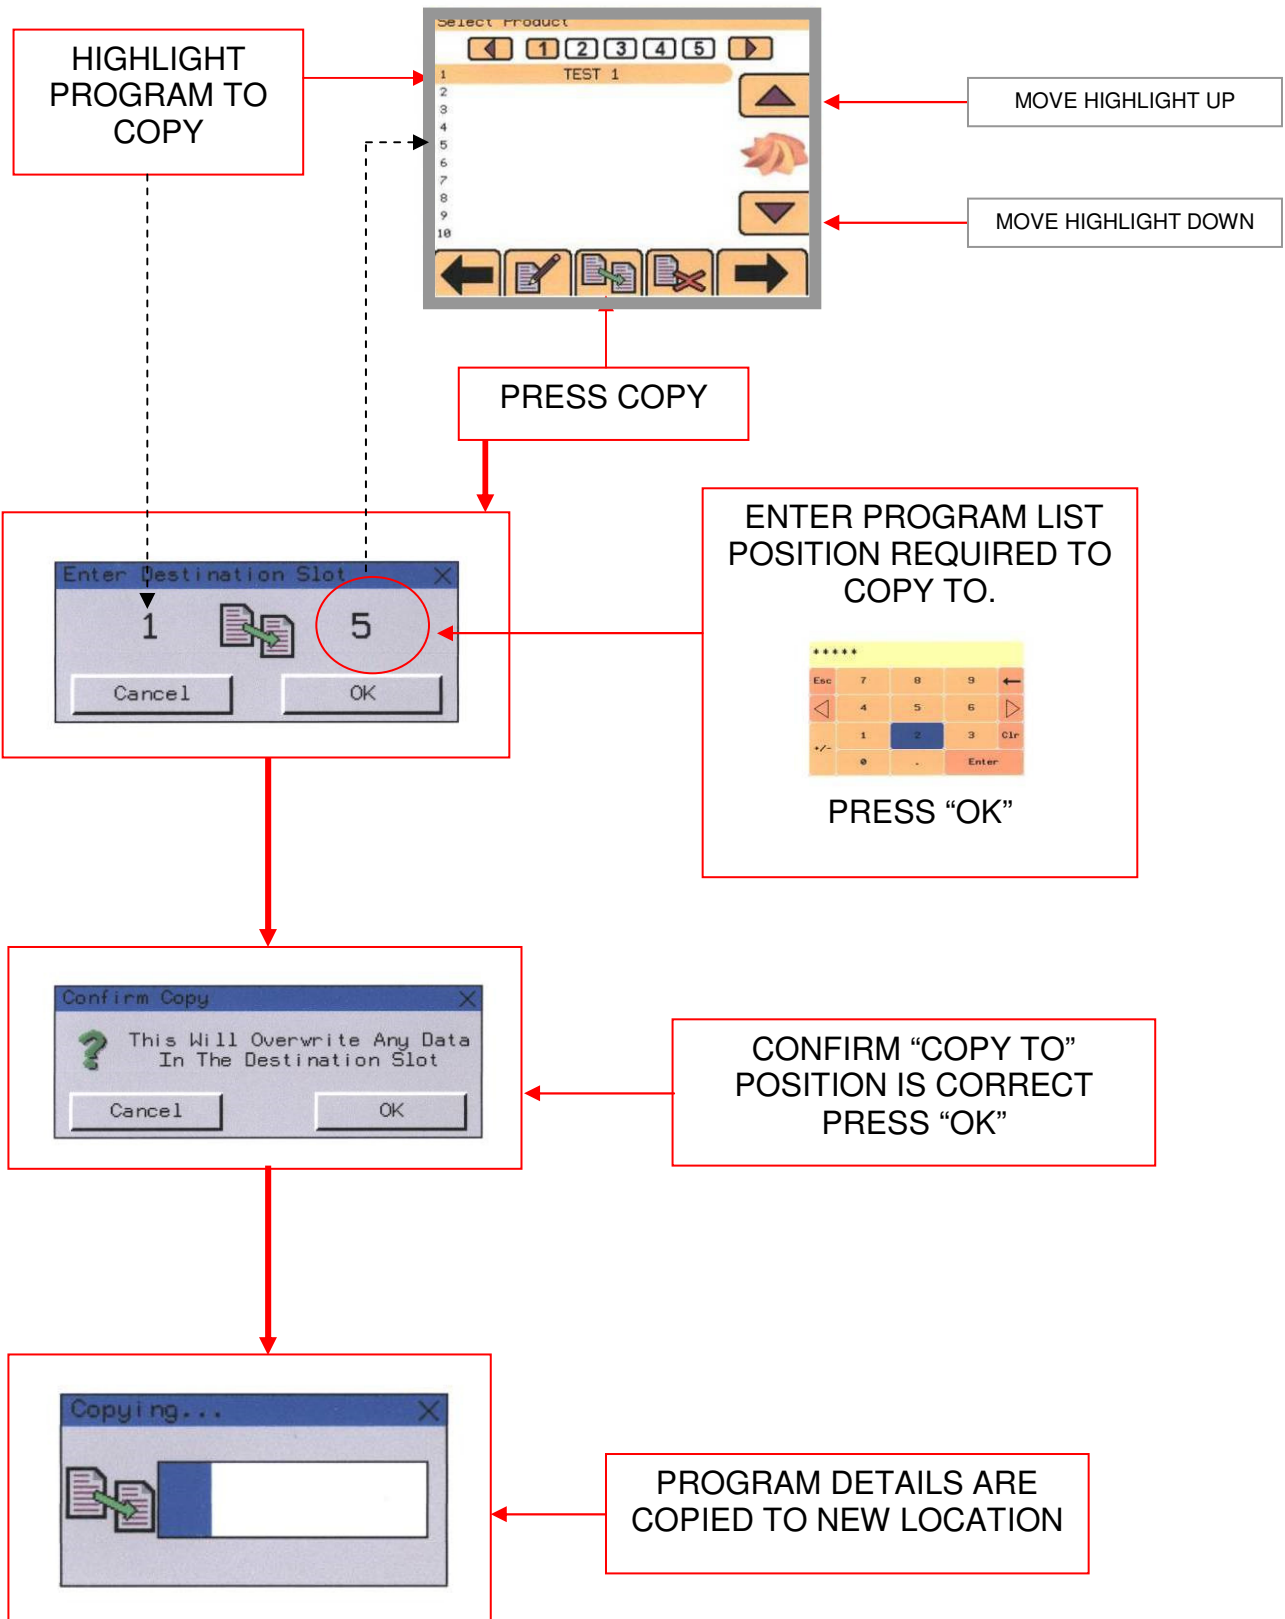 HIGHLIGHT
PROGRAM TO
COPY
Select Product
1 2 3 4 5
1 TEST 1
2
3
4
5
6
7
8
9
10
MOVE HIGHLIGHT UP
MOVE HIGHLIGHT DOWN
PRESS COPY
Enter Destination Slot
1 5
Cancel OK
ENTER PROGRAM LIST
POSITION REQUIRED TO
COPY TO.
*****
Esc 7 8 9
4 5 6
+/- 1 2 3 Clr
0 . Enter
PRESS “OK”
Confirm Copy
This Will Overwrite Any Data
In The Destination Slot
Cancel OK
CONFIRM “COPY TO”
POSITION IS CORRECT
PRESS “OK”
Copying...
PROGRAM DETAILS ARE
COPIED TO NEW LOCATION